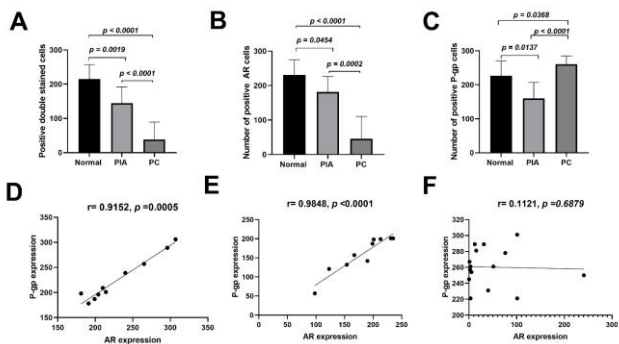 A
p < 0.0001
p = 0.0019
p < 0.0001
Positive double stained cells
300
200
100
0
Normal PIA PC
B
p < 0.0001
p = 0.0454
p = 0.0002
Number of positive AR cells
300
200
100
0
Normal PIA PC
C
p = 0.0368
p < 0.0001
p = 0.0137
Number of positive P-gp cells
300
200
100
0
Normal PIA PC
D
r= 0.9152, p =0.0005
P-gp expression
350
300
250
200
150
150 200 250 300 350
AR expression
E
r= 0.9848, p <0.0001
P-gp expression
250
200
150
100
50
0
0 50 100 150 200 250
AR expression
F
r= 0.1121, p =0.6879
P-gp expression
320
300
280
260
240
220
200
0 100 200 300
AR expression